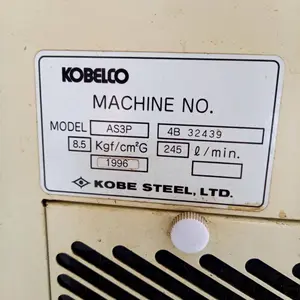 KOBELCO
MACHINE NO.
MODEL AS3P 4B 32439
8.5 Kgf/cm²G 245 ℓ/min.
1996
KOBE STEEL, LTD.